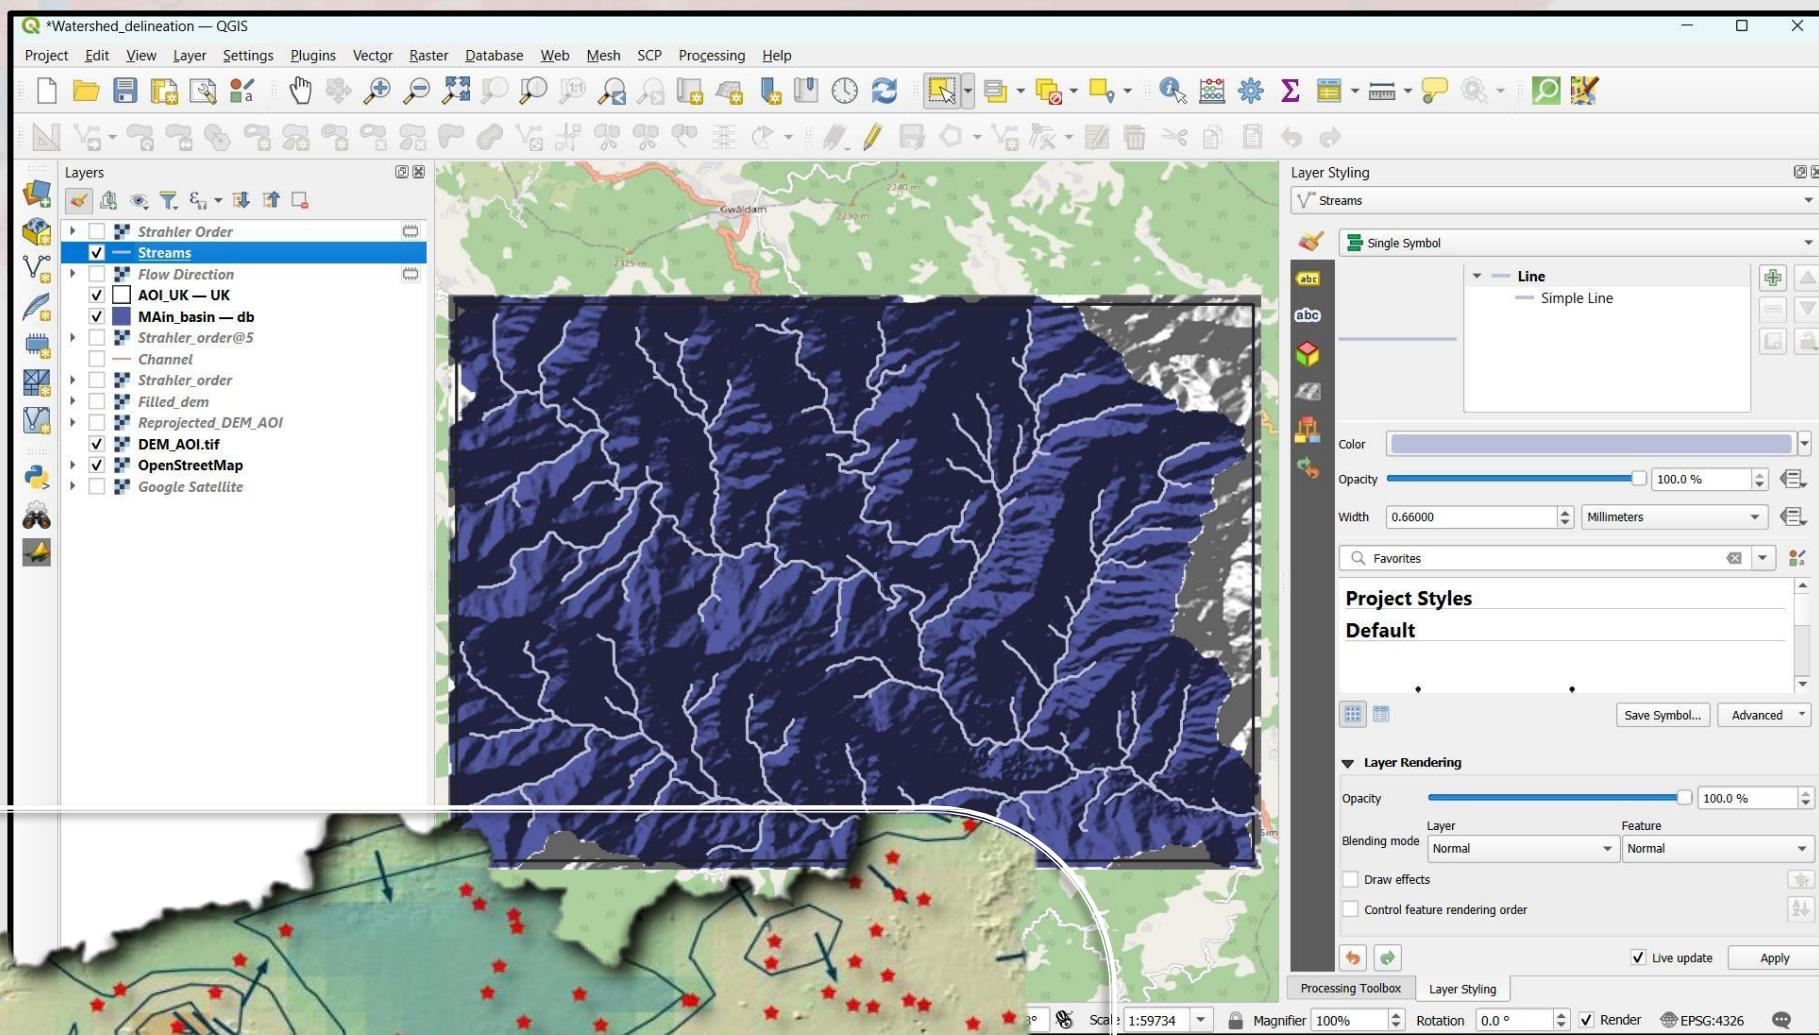 *Watershed_delineation — QGIS
Project Edit View Layer Settings Plugins Vector Raster Database Web Mesh SCP Processing Help
Layers
Strahler Order
Streams
Flow Direction
AOI_UK — UK
MAin_basin — db
Strahler_order@5
Channel
Strahler_order
Filled_dem
Reprojected_DEM_AOI
DEM_AOI.tif
OpenStreetMap
Google Satellite
Gwaldam
2240 m
2230 m
2325 m
Layer Styling
Streams
Single Symbol
Line
Simple Line
Color
Opacity 100.0 %
Width 0.66000 Millimeters
Favorites
Project Styles
Default
Save Symbol... Advanced
Layer Rendering
Opacity 100.0 %
Layer Feature
Blending mode Normal Normal
Draw effects
Control feature rendering order
Live update Apply
Processing Toolbox Layer Styling
1:59734 Magnifier 100% Rotation 0.0 ° Render EPSG:4326